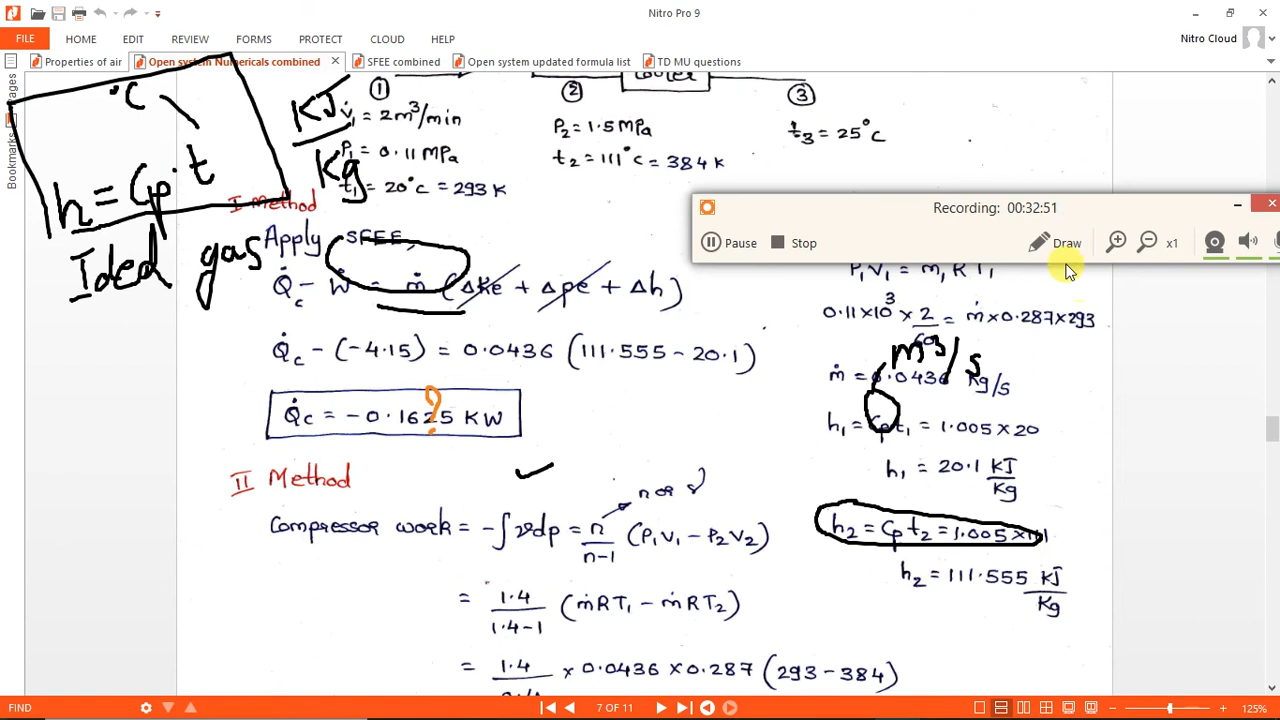 Nitro Pro 9
FILE HOME EDIT REVIEW FORMS PROTECT CLOUD HELP
Nitro Cloud
Properties of air
Open system Numericals combined
SFEE combined
Open system updated formula list
TD MU questions
Pages
Bookmarks
°C
h = Cp·t
Ideal gas
KJ
Kg
cooler
① ② ③
V̇₁ = 2m³/min
P₁ = 0.11 MPa
t₁ = 20°C = 293 K
P₂ = 1.5 MPa
t₂ = 111°C = 384 K
t₃ = 25°C
I Method
Apply SFEE,
Q̇c - Ẇ = ṁ (Δke + Δpe + Δh)
Q̇c - (-4.15) = 0.0436 (111.555 - 20.1)
Q̇c = -0.1625 KW
?
II Method
n or γ
Compressor work = -∫vdp = n/n-1 (P₁V₁ - P₂V₂)
= 1.4/1.4-1 (ṁRT₁ - ṁRT₂)
= 1.4 × 0.0436 × 0.287 (293 - 384)
Recording: 00:32:51
Pause Stop Draw x1
P₁V₁ = m₁RT₁
0.11×10³ × 2/60 = ṁ×0.287×293
m3/s
ṁ = 0.0436 Kg/s
h₁ = Cpt₁ = 1.005 × 20
h₁ = 20.1 KJ/Kg
h₂ = Cp t₂ = 1.005×111
h₂ = 111.555 KJ/Kg
FIND
7 OF 11
125%